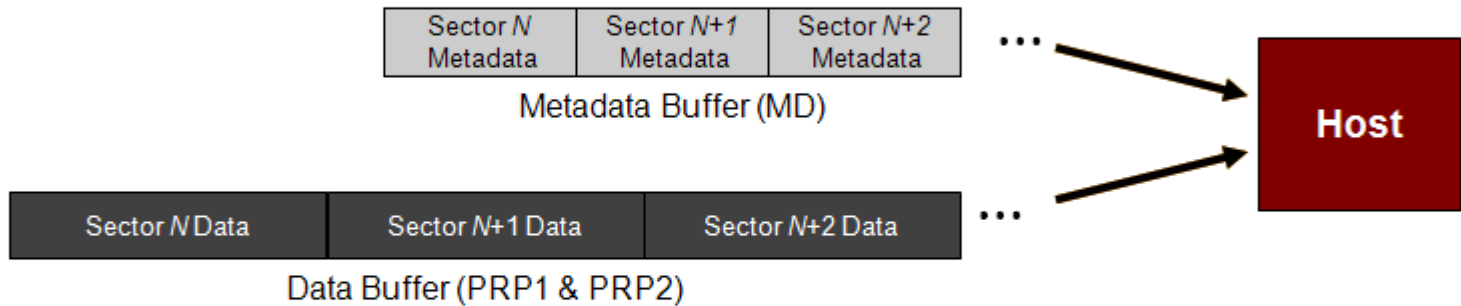 Sector N Sector N+1 Sector N+2
Metadata Metadata Metadata
...
Metadata Buffer (MD)
Host
Sector N Data Sector N+1 Data Sector N+2 Data
...
Data Buffer (PRP1 & PRP2)